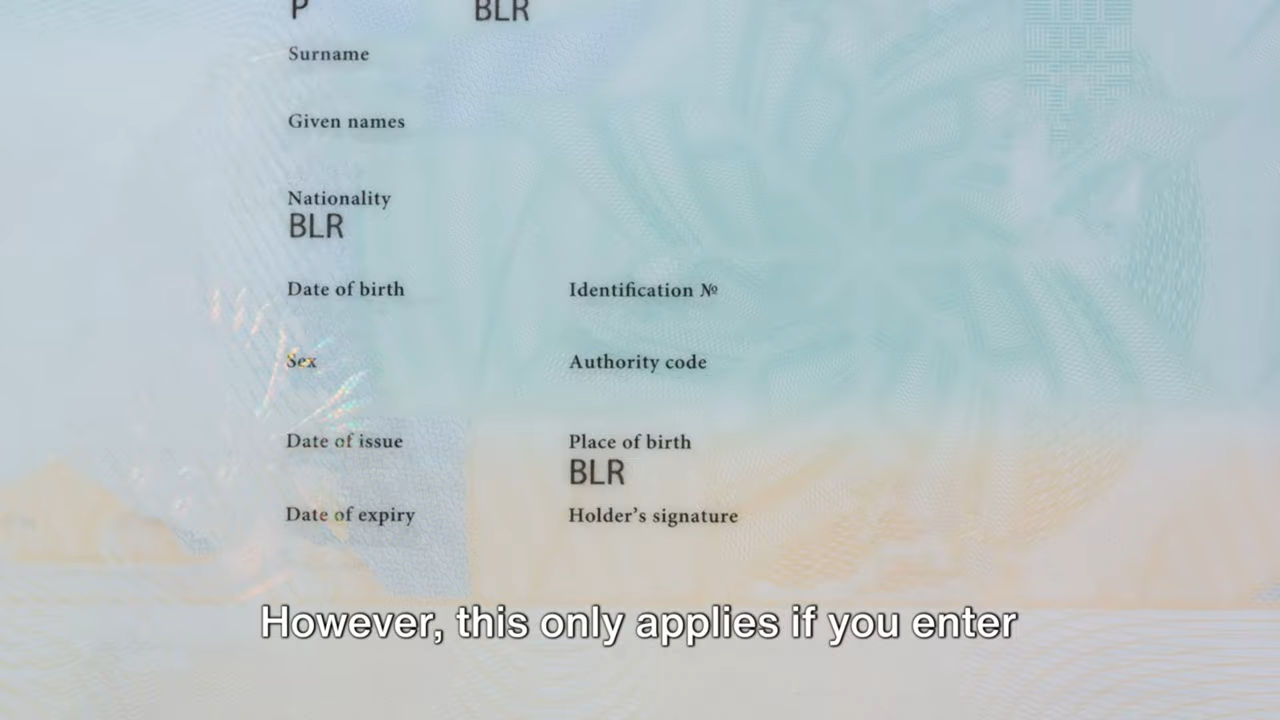 P BLR
Surname
Given names
Nationality
BLR
Date of birth Identification №
Sex Authority code
Date of issue Place of birth
BLR
Date of expiry Holder's signature
However, this only applies if you enter